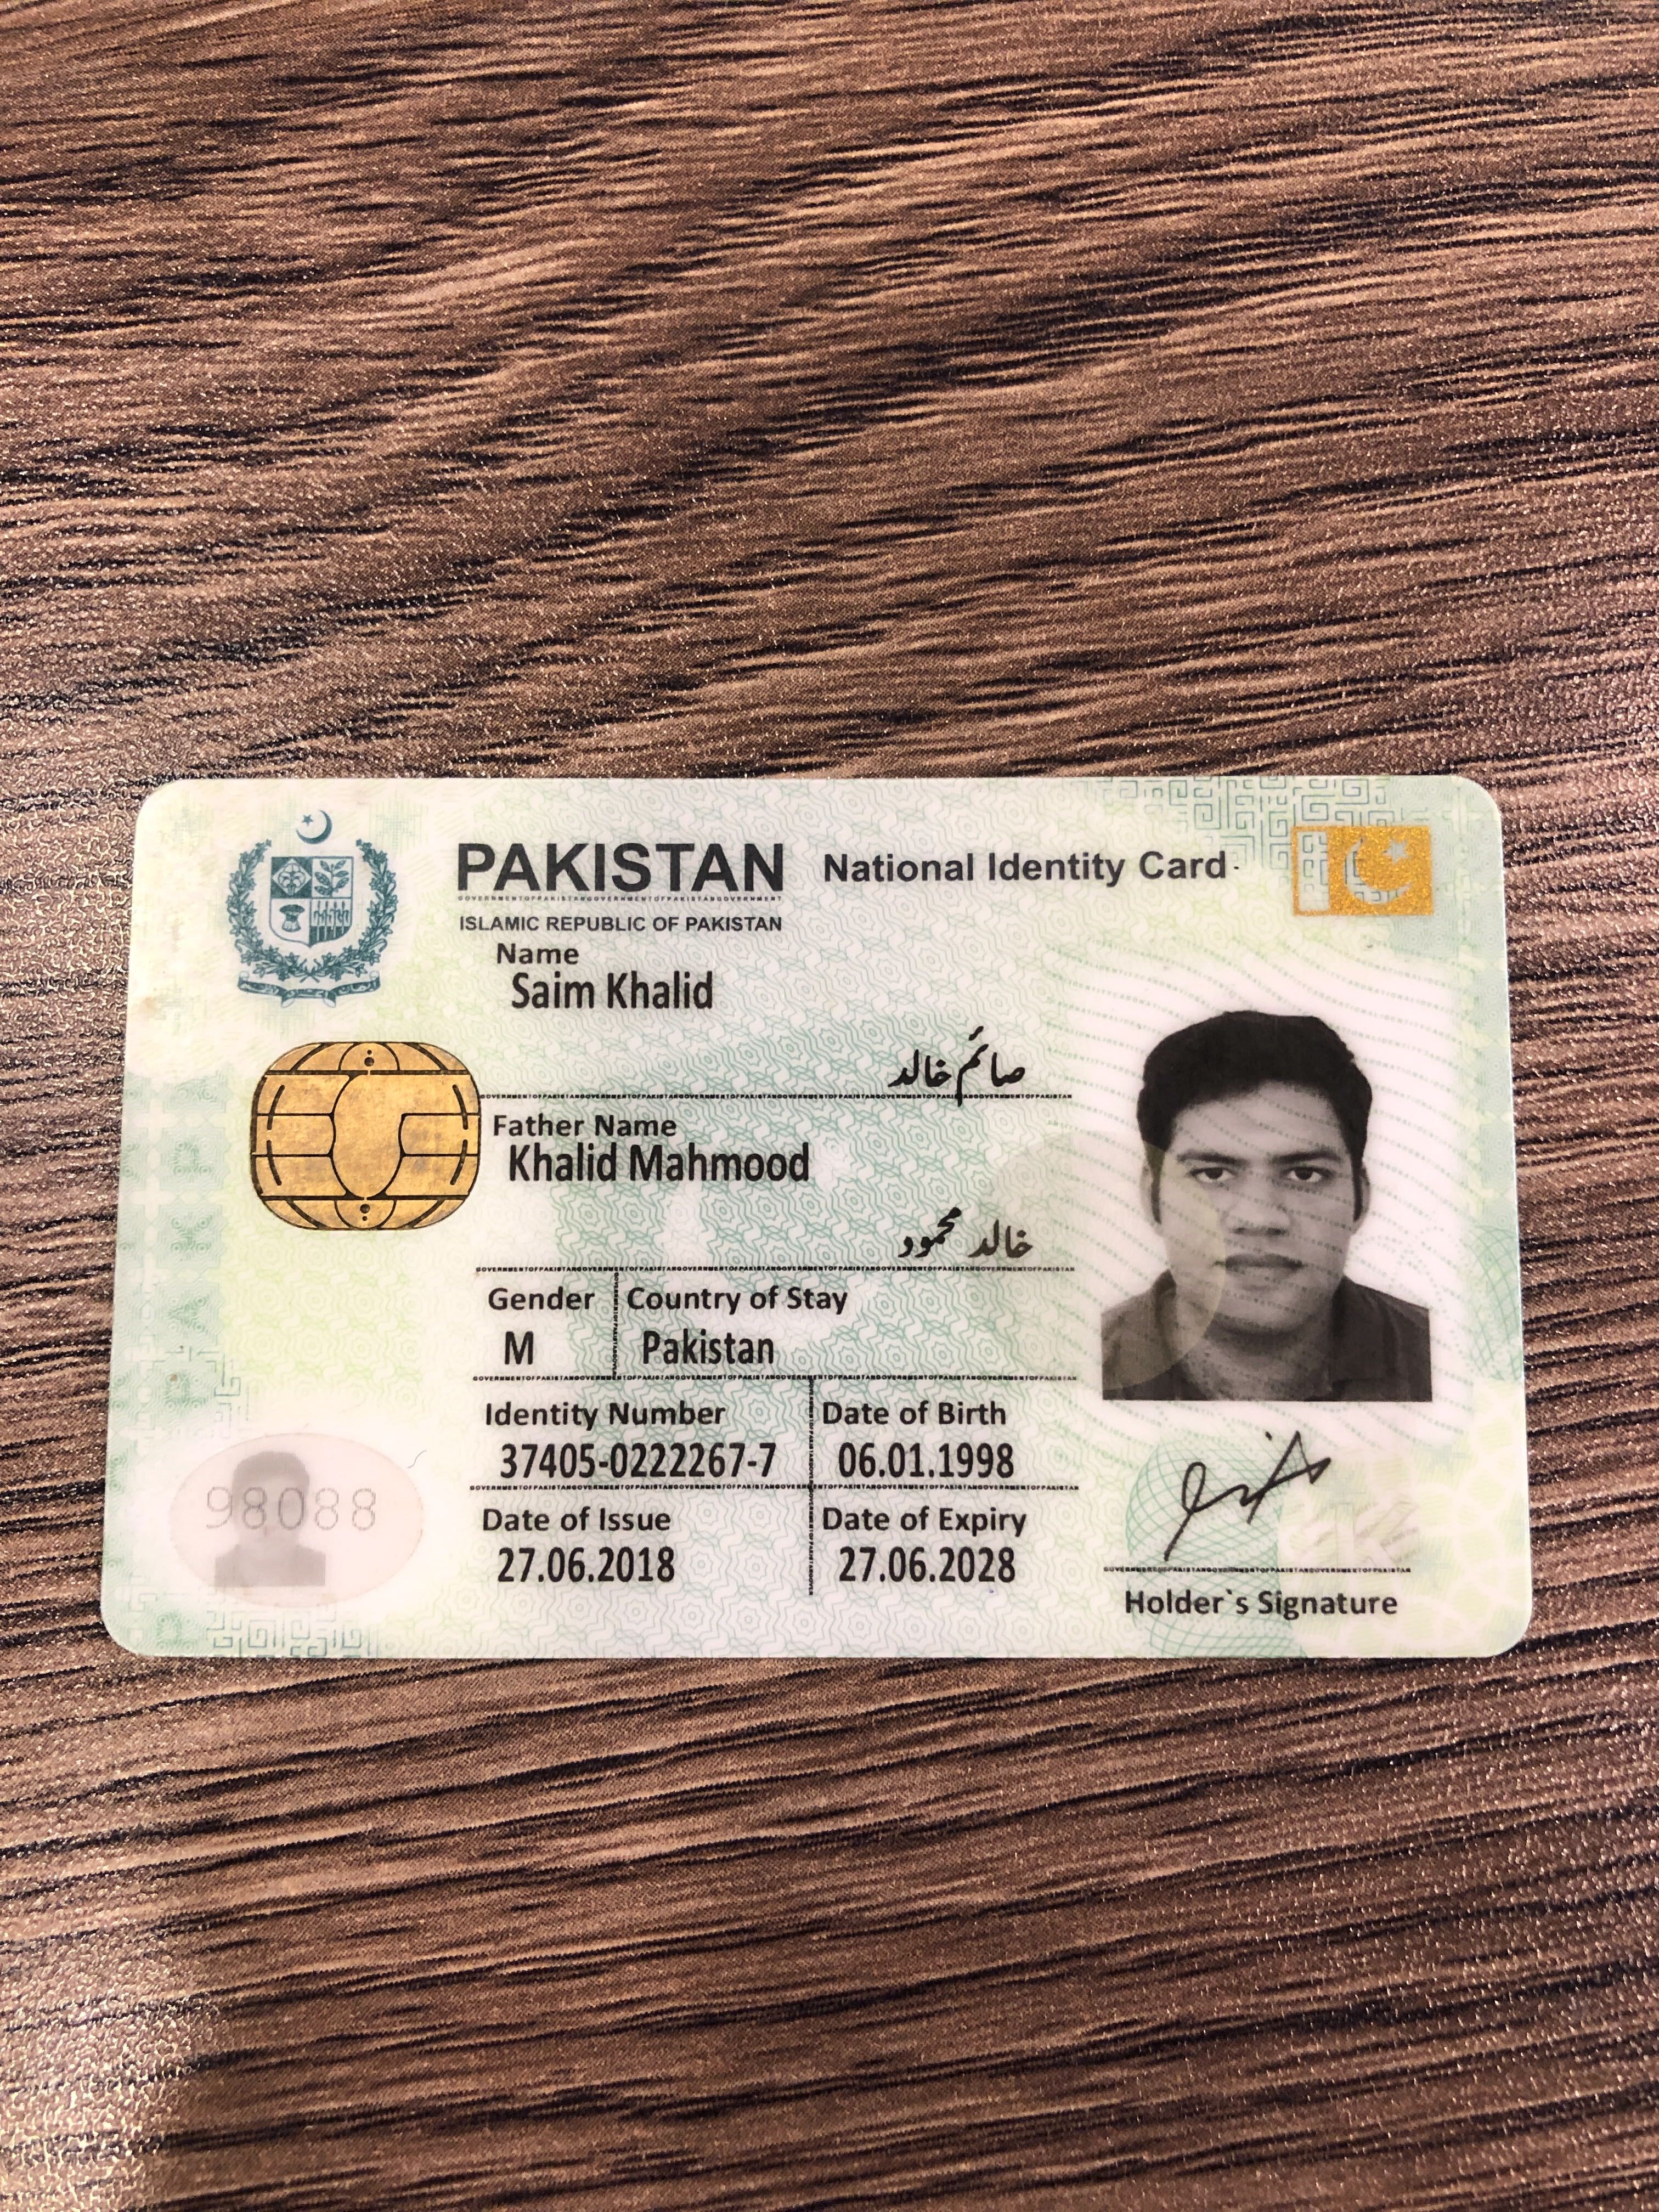 PAKISTAN National Identity Card
ISLAMIC REPUBLIC OF PAKISTAN
Name
Saim Khalid
صائم خالد
Father Name
Khalid Mahmood
خالد محمود
Gender Country of Stay
M Pakistan
Identity Number Date of Birth
37405-0222267-7 06.01.1998
Date of Issue Date of Expiry
27.06.2018 27.06.2028
98088
Holder`s Signature